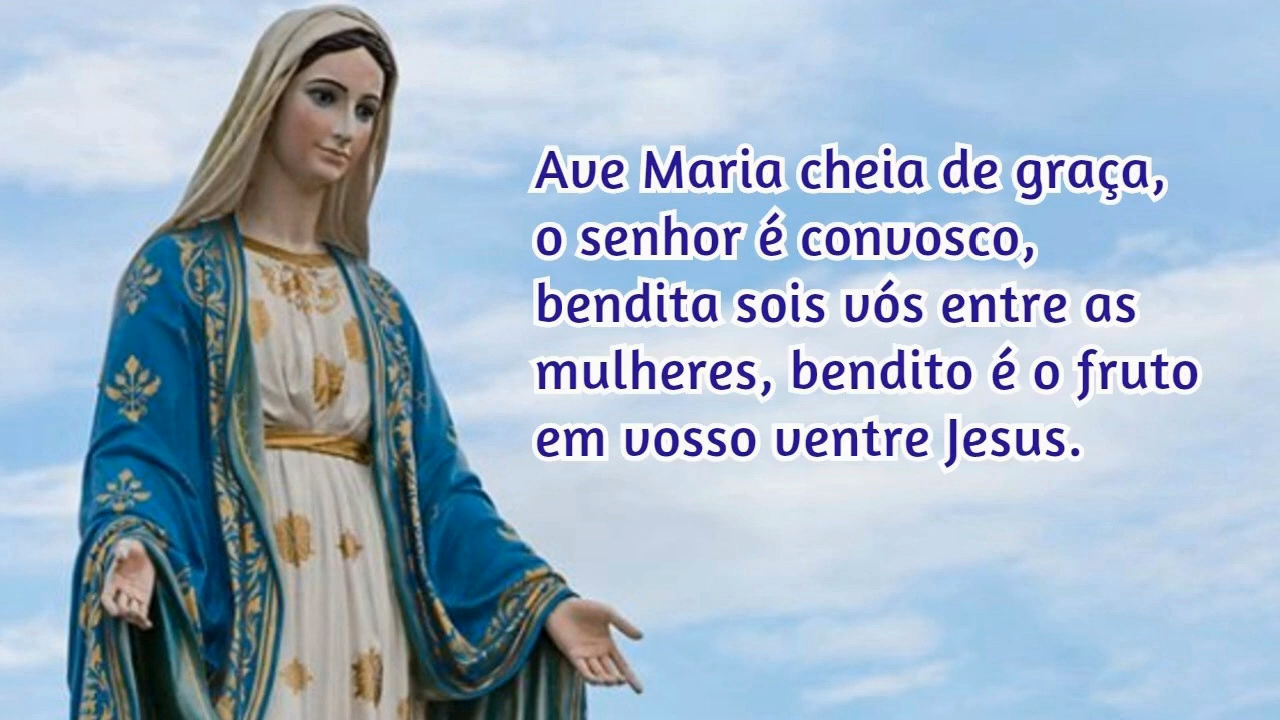 Ave Maria cheia de graça,
o senhor é convosco,
bendita sois vós entre as
mulheres, bendito é o fruto
em vosso ventre Jesus.